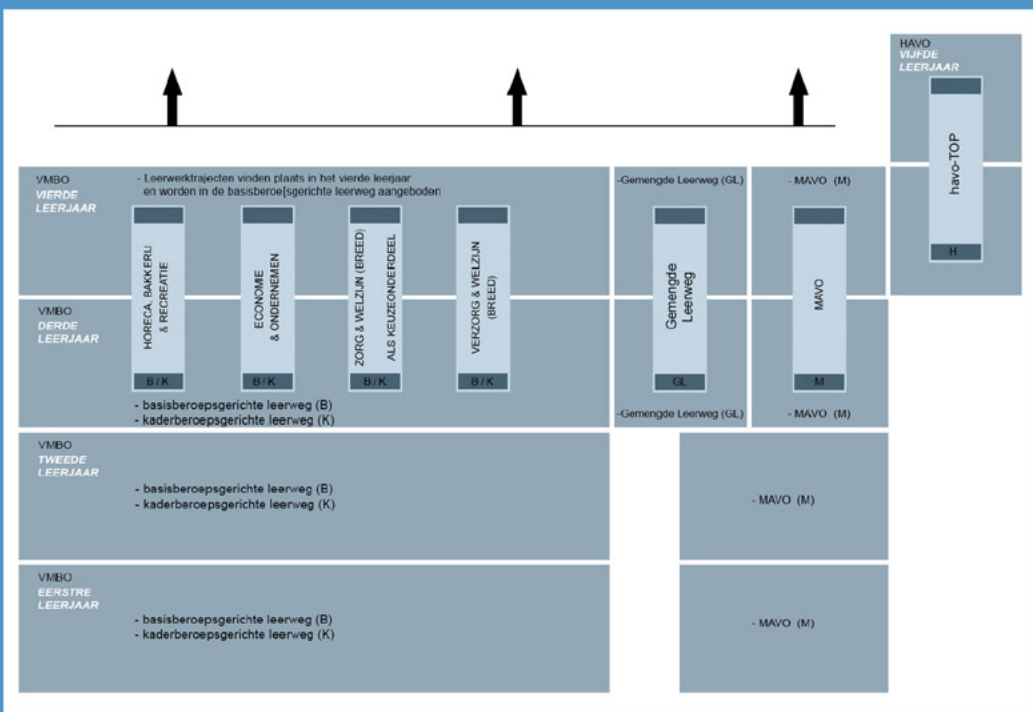 HAVO
VIJFDE
LEERJAAR
havo-TOP
H
VMBO
VIERDE
LEERJAAR
- Leerwerktrajecten vinden plaats in het vierde leerjaar
en worden in de basisberoe[sgerichte leerweg aangeboden
-Gemengde Leerweg (GL)
- MAVO (M)
HORECA, BAKKERIJ
& RECREATIE
B / K
ECONOMIE
& ONDERNEMEN
B / K
ZORG & WELZIJN (BREED)
ALS KEUZEONDERDEEL
B / K
VERZORG & WELZIJN
(BREED)
B / K
Gemengde
Leerweg
GL
MAVO
M
VMBO
DERDE
LEERJAAR
- basisberoepsgerichte leerweg (B)
- kaderberoepsgerichte leerweg (K)
-Gemengde Leerweg (GL)
- MAVO (M)
VMBO
TWEEDE
LEERJAAR
- basisberoepsgerichte leerweg (B)
- kaderberoepsgerichte leerweg (K)
- MAVO (M)
VMBO
EERSTRE
LEERJAAR
- basisberoepsgerichte leerweg (B)
- kaderberoepsgerichte leerweg (K)
- MAVO (M)